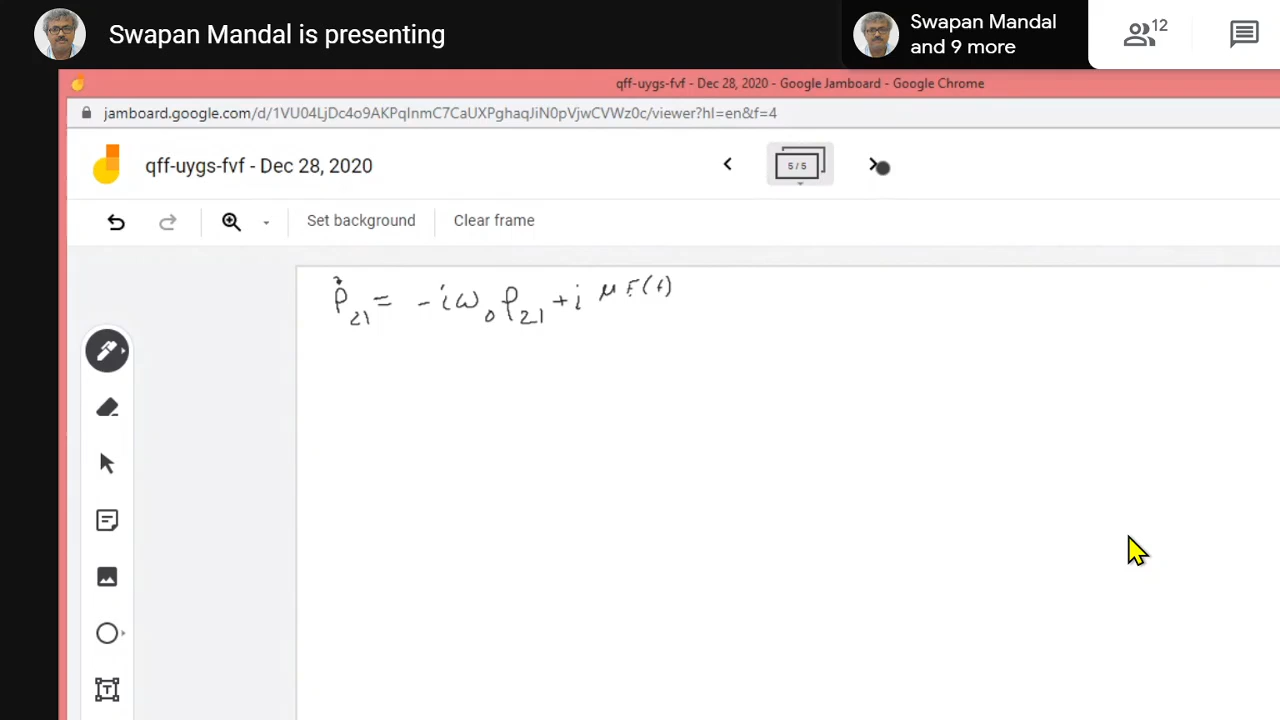 Swapan Mandal is presenting
Swapan Mandal
and 9 more
12
qff-uygs-fvf - Dec 28, 2020 - Google Jamboard - Google Chrome
jamboard.google.com/d/1VU04LjDc4o9AKPqInmC7CaUXPghaqJiN0pVjwCVWz0c/viewer?hl=en&f=4
qff-uygs-fvf - Dec 28, 2020
5 / 5
Set background
Clear frame
ρ̇₂₁ = -iω₀ρ₂₁ + i μE(t)